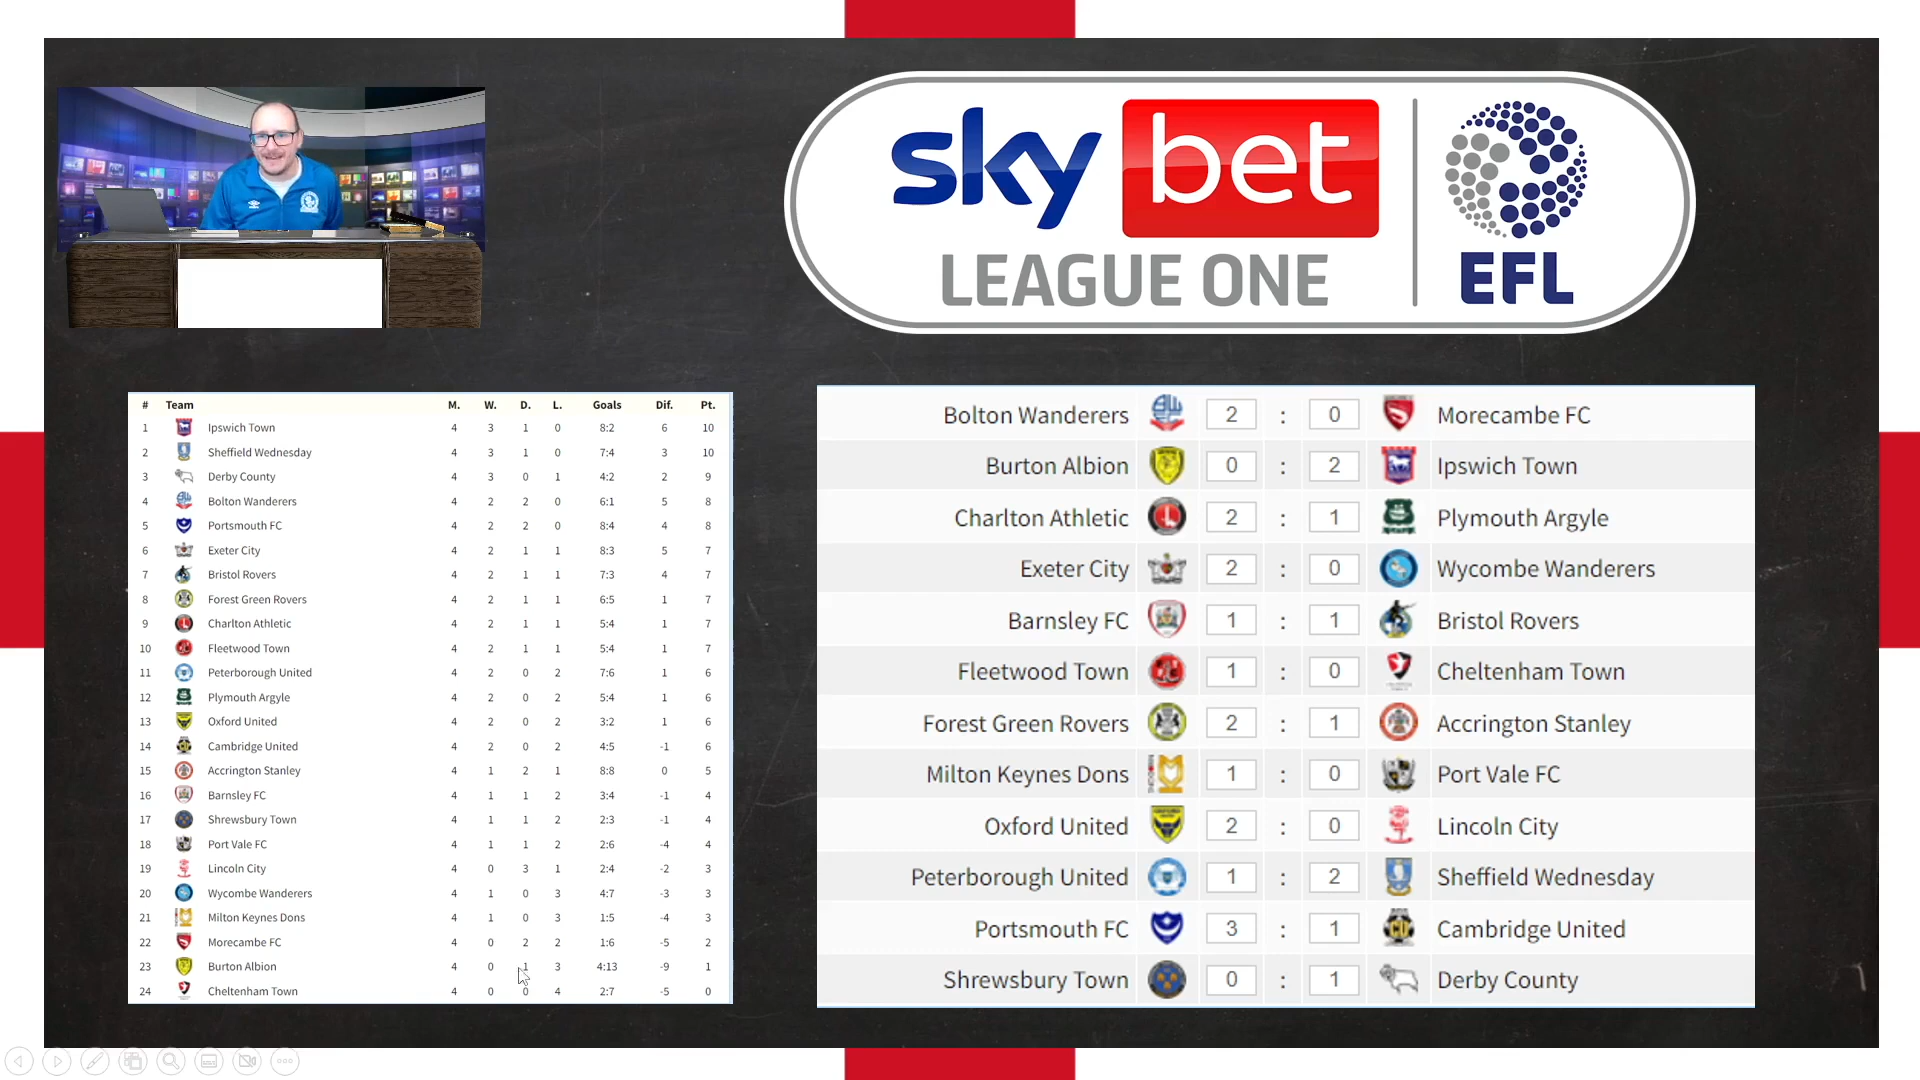 sky bet
LEAGUE ONE
EFL
# Team M. W. D. L. Goals Dif. Pt.
1 Ipswich Town 4 3 1 0 8:2 6 10
2 Sheffield Wednesday 4 3 1 0 7:4 3 10
3 Derby County 4 3 0 1 4:2 2 9
4 Bolton Wanderers 4 2 2 0 6:1 5 8
5 Portsmouth FC 4 2 2 0 8:4 4 8
6 Exeter City 4 2 1 1 8:3 5 7
7 Bristol Rovers 4 2 1 1 7:3 4 7
8 Forest Green Rovers 4 2 1 1 6:5 1 7
9 Charlton Athletic 4 2 1 1 5:4 1 7
10 Fleetwood Town 4 2 1 1 5:4 1 7
11 Peterborough United 4 2 0 2 7:6 1 6
12 Plymouth Argyle 4 2 0 2 5:4 1 6
13 Oxford United 4 2 0 2 3:2 1 6
14 Cambridge United 4 2 0 2 4:5 -1 6
15 Accrington Stanley 4 1 2 1 8:8 0 5
16 Barnsley FC 4 1 1 2 3:4 -1 4
17 Shrewsbury Town 4 1 1 2 2:3 -1 4
18 Port Vale FC 4 1 1 2 2:6 -4 4
19 Lincoln City 4 0 3 1 2:4 -2 3
20 Wycombe Wanderers 4 1 0 3 4:7 -3 3
21 Milton Keynes Dons 4 1 0 3 1:5 -4 3
22 Morecambe FC 4 0 2 2 1:6 -5 2
23 Burton Albion 4 0 1 3 4:13 -9 1
24 Cheltenham Town 4 0 0 4 2:7 -5 0
Bolton Wanderers 2 : 0 Morecambe FC
Burton Albion 0 : 2 Ipswich Town
Charlton Athletic 2 : 1 Plymouth Argyle
Exeter City 2 : 0 Wycombe Wanderers
Barnsley FC 1 : 1 Bristol Rovers
Fleetwood Town 1 : 0 Cheltenham Town
Forest Green Rovers 2 : 1 Accrington Stanley
Milton Keynes Dons 1 : 0 Port Vale FC
Oxford United 2 : 0 Lincoln City
Peterborough United 1 : 2 Sheffield Wednesday
Portsmouth FC 3 : 1 Cambridge United
Shrewsbury Town 0 : 1 Derby County